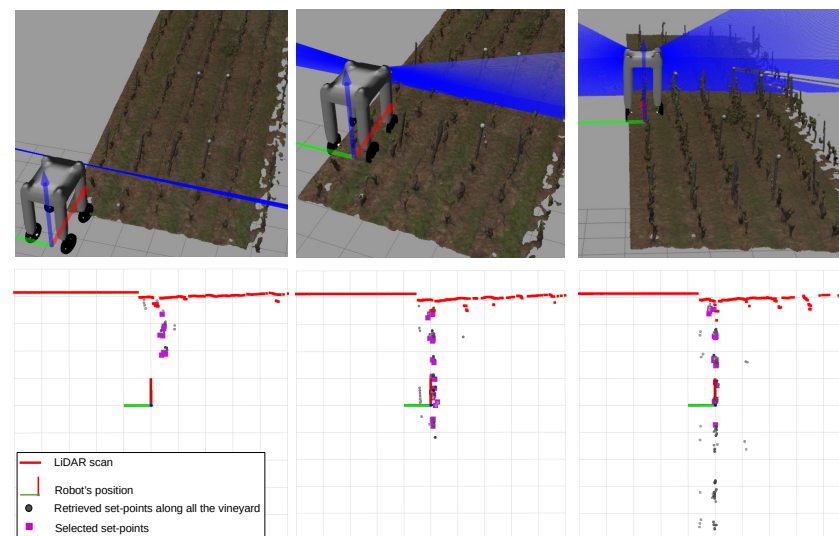 LiDAR scan
Robot's position
Retrieved set-points along all the vineyard
Selected set-points